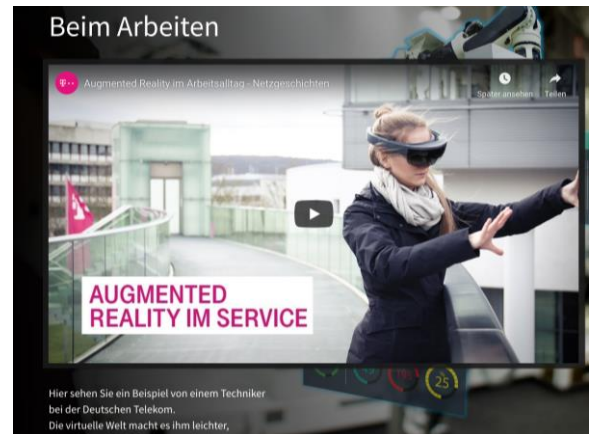 Beim Arbeiten
Augmented Reality im Arbeitsalltag - Netzgeschichten
Später ansehen
Teilen
AUGMENTED
REALITY IM SERVICE
25
Hier sehen Sie ein Beispiel von einem Techniker
bei der Deutschen Telekom.
Die virtuelle Welt macht es ihm leichter,